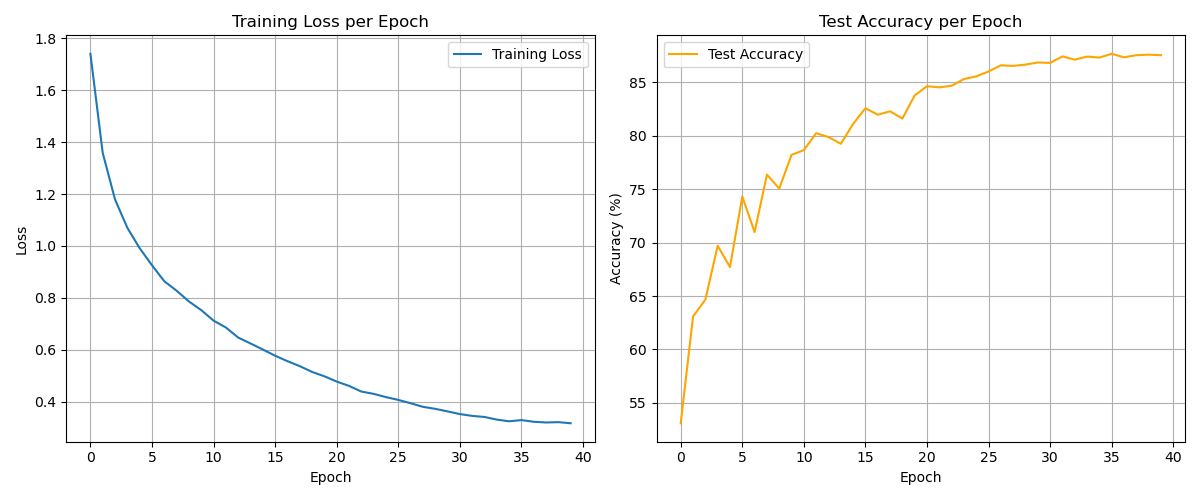 Training Loss per Epoch
Training Loss
1.8
1.6
1.4
1.2
1.0
0.8
0.6
0.4
Loss
0 5 10 15 20 25 30 35 40
Epoch
Test Accuracy per Epoch
Test Accuracy
85
80
75
70
65
60
55
Accuracy (%)
0 5 10 15 20 25 30 35 40
Epoch